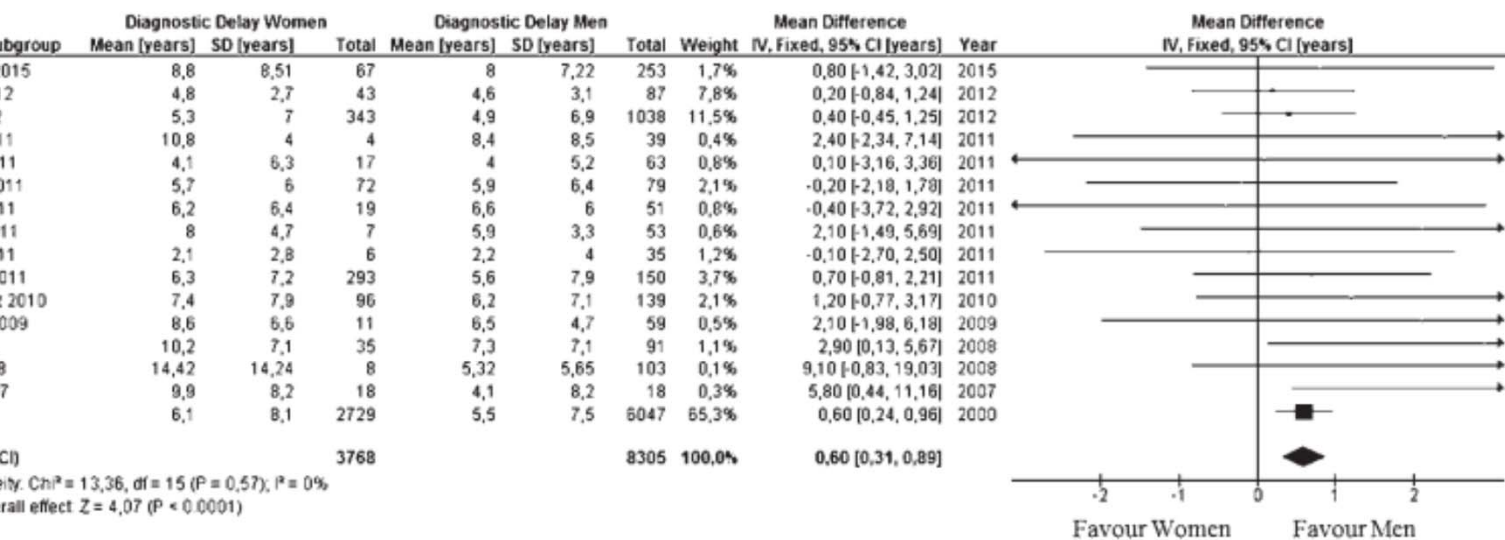 Diagnostic Delay Women Diagnostic Delay Men Mean Difference Mean Difference
ubgroup Mean [years] SD [years] Total Mean [years] SD [years] Total Weight IV, Fixed, 95% CI [years] Year IV, Fixed, 95% CI [years]
015 8,8 8,51 67 8 7,22 253 1,7% 0,80 [-1,42, 3,02] 2015
12 4,8 2,7 43 4,6 3,1 87 7,8% 0,20 [-0,84, 1,24] 2012
5,3 7 343 4,9 6,9 1038 11,5% 0,40 [-0,45, 1,25] 2012
11 10,8 4 4 8,4 8,5 39 0,4% 2,40 [-2,34, 7,14] 2011
11 4,1 6,3 17 4 5,2 63 0,8% 0,10 [-3,16, 3,36] 2011
011 5,7 6 72 5,9 6,4 79 2,1% -0,20 [-2,18, 1,78] 2011
11 6,2 6,4 19 6,6 6 51 0,8% -0,40 [-3,72, 2,92] 2011
11 8 4,7 7 5,9 3,3 53 0,6% 2,10 [-1,49, 5,69] 2011
11 2,1 2,8 6 2,2 4 35 1,2% -0,10 [-2,70, 2,50] 2011
011 6,3 7,2 293 5,6 7,9 150 3,7% 0,70 [-0,81, 2,21] 2011
2010 7,4 7,9 96 6,2 7,1 139 2,1% 1,20 [-0,77, 3,17] 2010
009 8,6 6,6 11 6,5 4,7 59 0,5% 2,10 [-1,98, 6,18] 2009
10,2 7,1 35 7,3 7,1 91 1,1% 2,90 [0,13, 5,67] 2008
8 14,42 14,24 8 5,32 5,65 103 0,1% 9,10 [-0,83, 19,03] 2008
7 9,9 8,2 18 4,1 8,2 18 0,3% 5,80 [0,44, 11,16] 2007
6,1 8,1 2729 5,5 7,5 6047 65,3% 0,60 [0,24, 0,96] 2000
CI) 3768 8305 100,0% 0,60 [0,31, 0,89]
eity: Chi² = 13,36, df = 15 (P = 0,57); I² = 0%
rall effect: Z = 4,07 (P < 0.0001)
-2 -1 0 1 2
Favour Women Favour Men